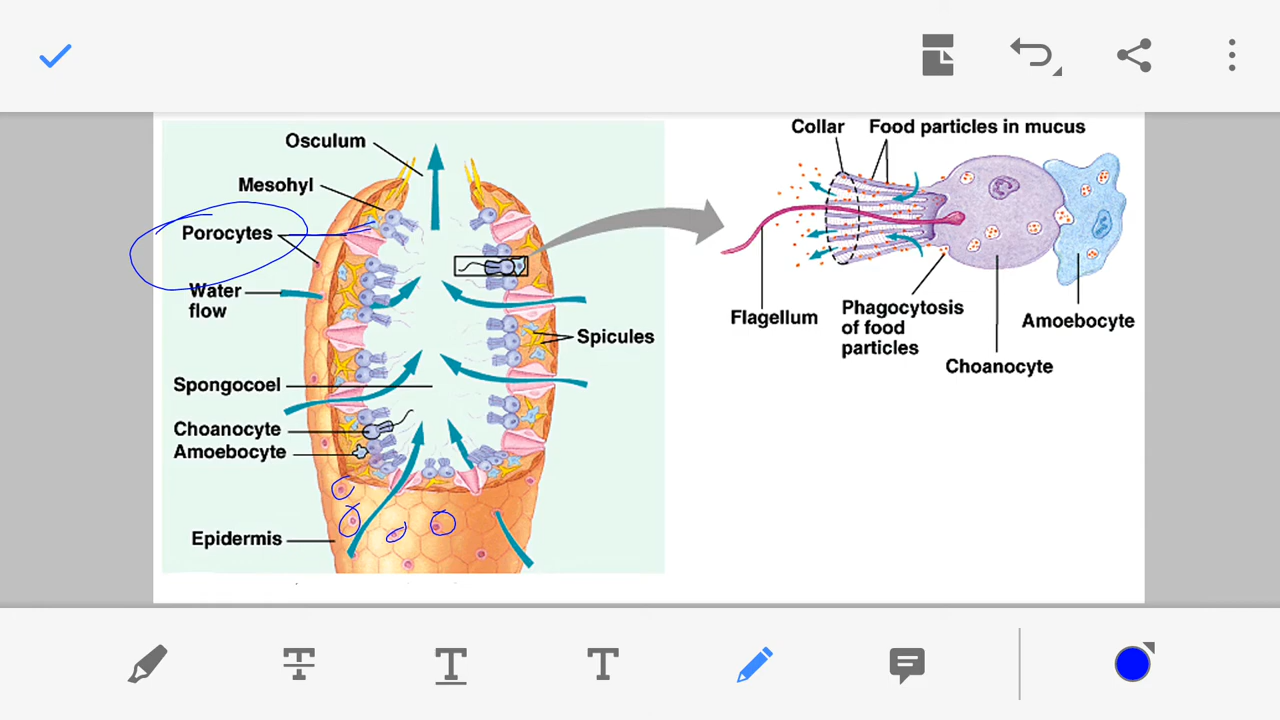 Osculum
Mesohyl
Porocytes
Water
flow
Spongocoel
Choanocyte
Amoebocyte
Epidermis
Spicules
Collar
Food particles in mucus
Flagellum
Phagocytosis
of food
particles
Choanocyte
Amoebocyte
T
T
T